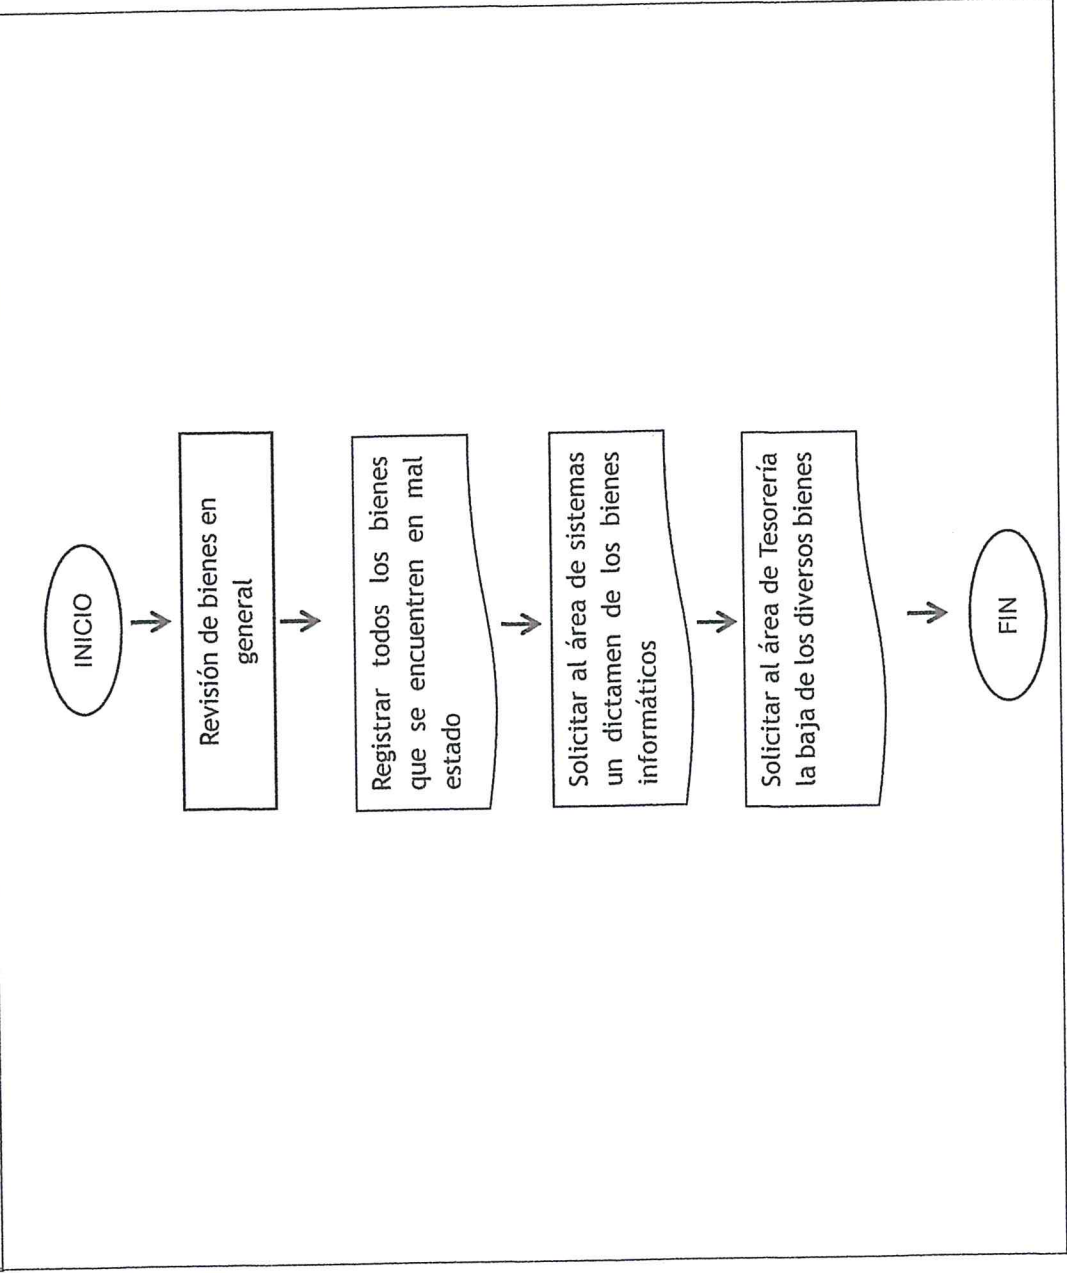 INICIO
Revisión de bienes en
general
Registrar todos los bienes
que se encuentren en mal
estado
Solicitar al área de sistemas
un dictamen de los bienes
informáticos
Solicitar al área de Tesorería
la baja de los diversos bienes
FIN